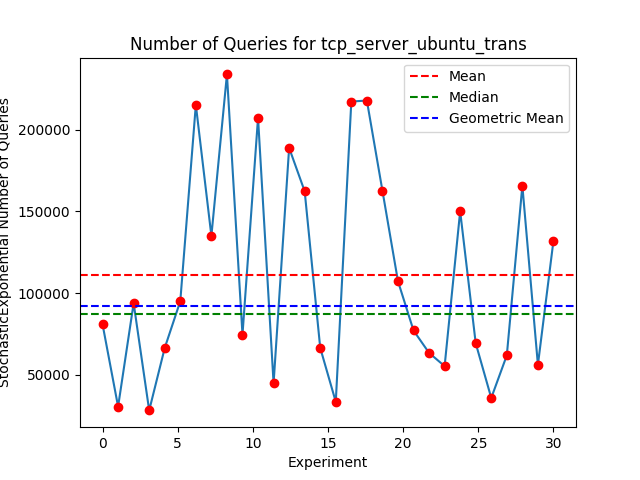 Number of Queries for tcp_server_ubuntu_trans
StochasticExponential Number of Queries
200000
150000
100000
50000
0 5 10 15 20 25 30
Experiment
Mean
Median
Geometric Mean